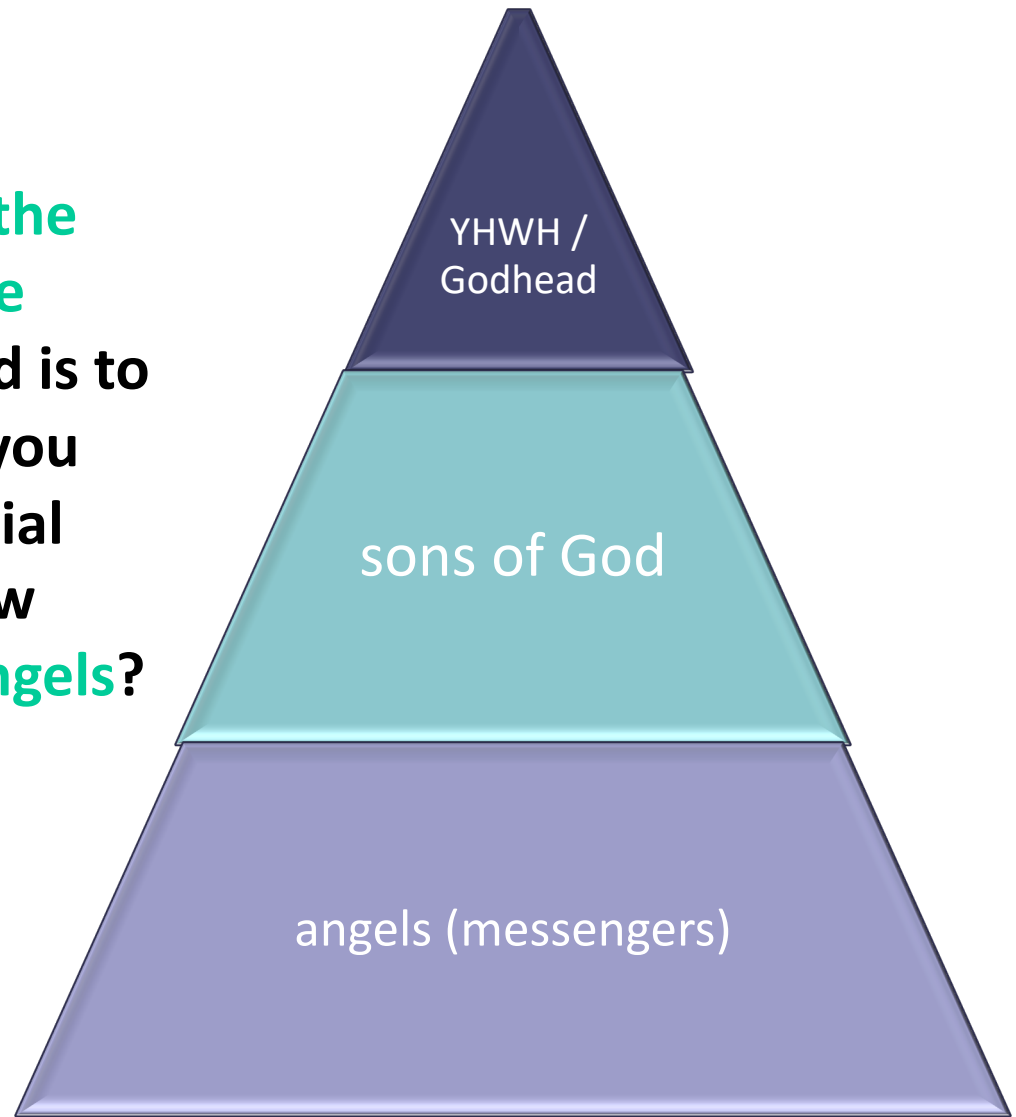 the
e
d is to
you
ial
w
ngels?
YHWH /
Godhead
sons of God
angels (messengers)